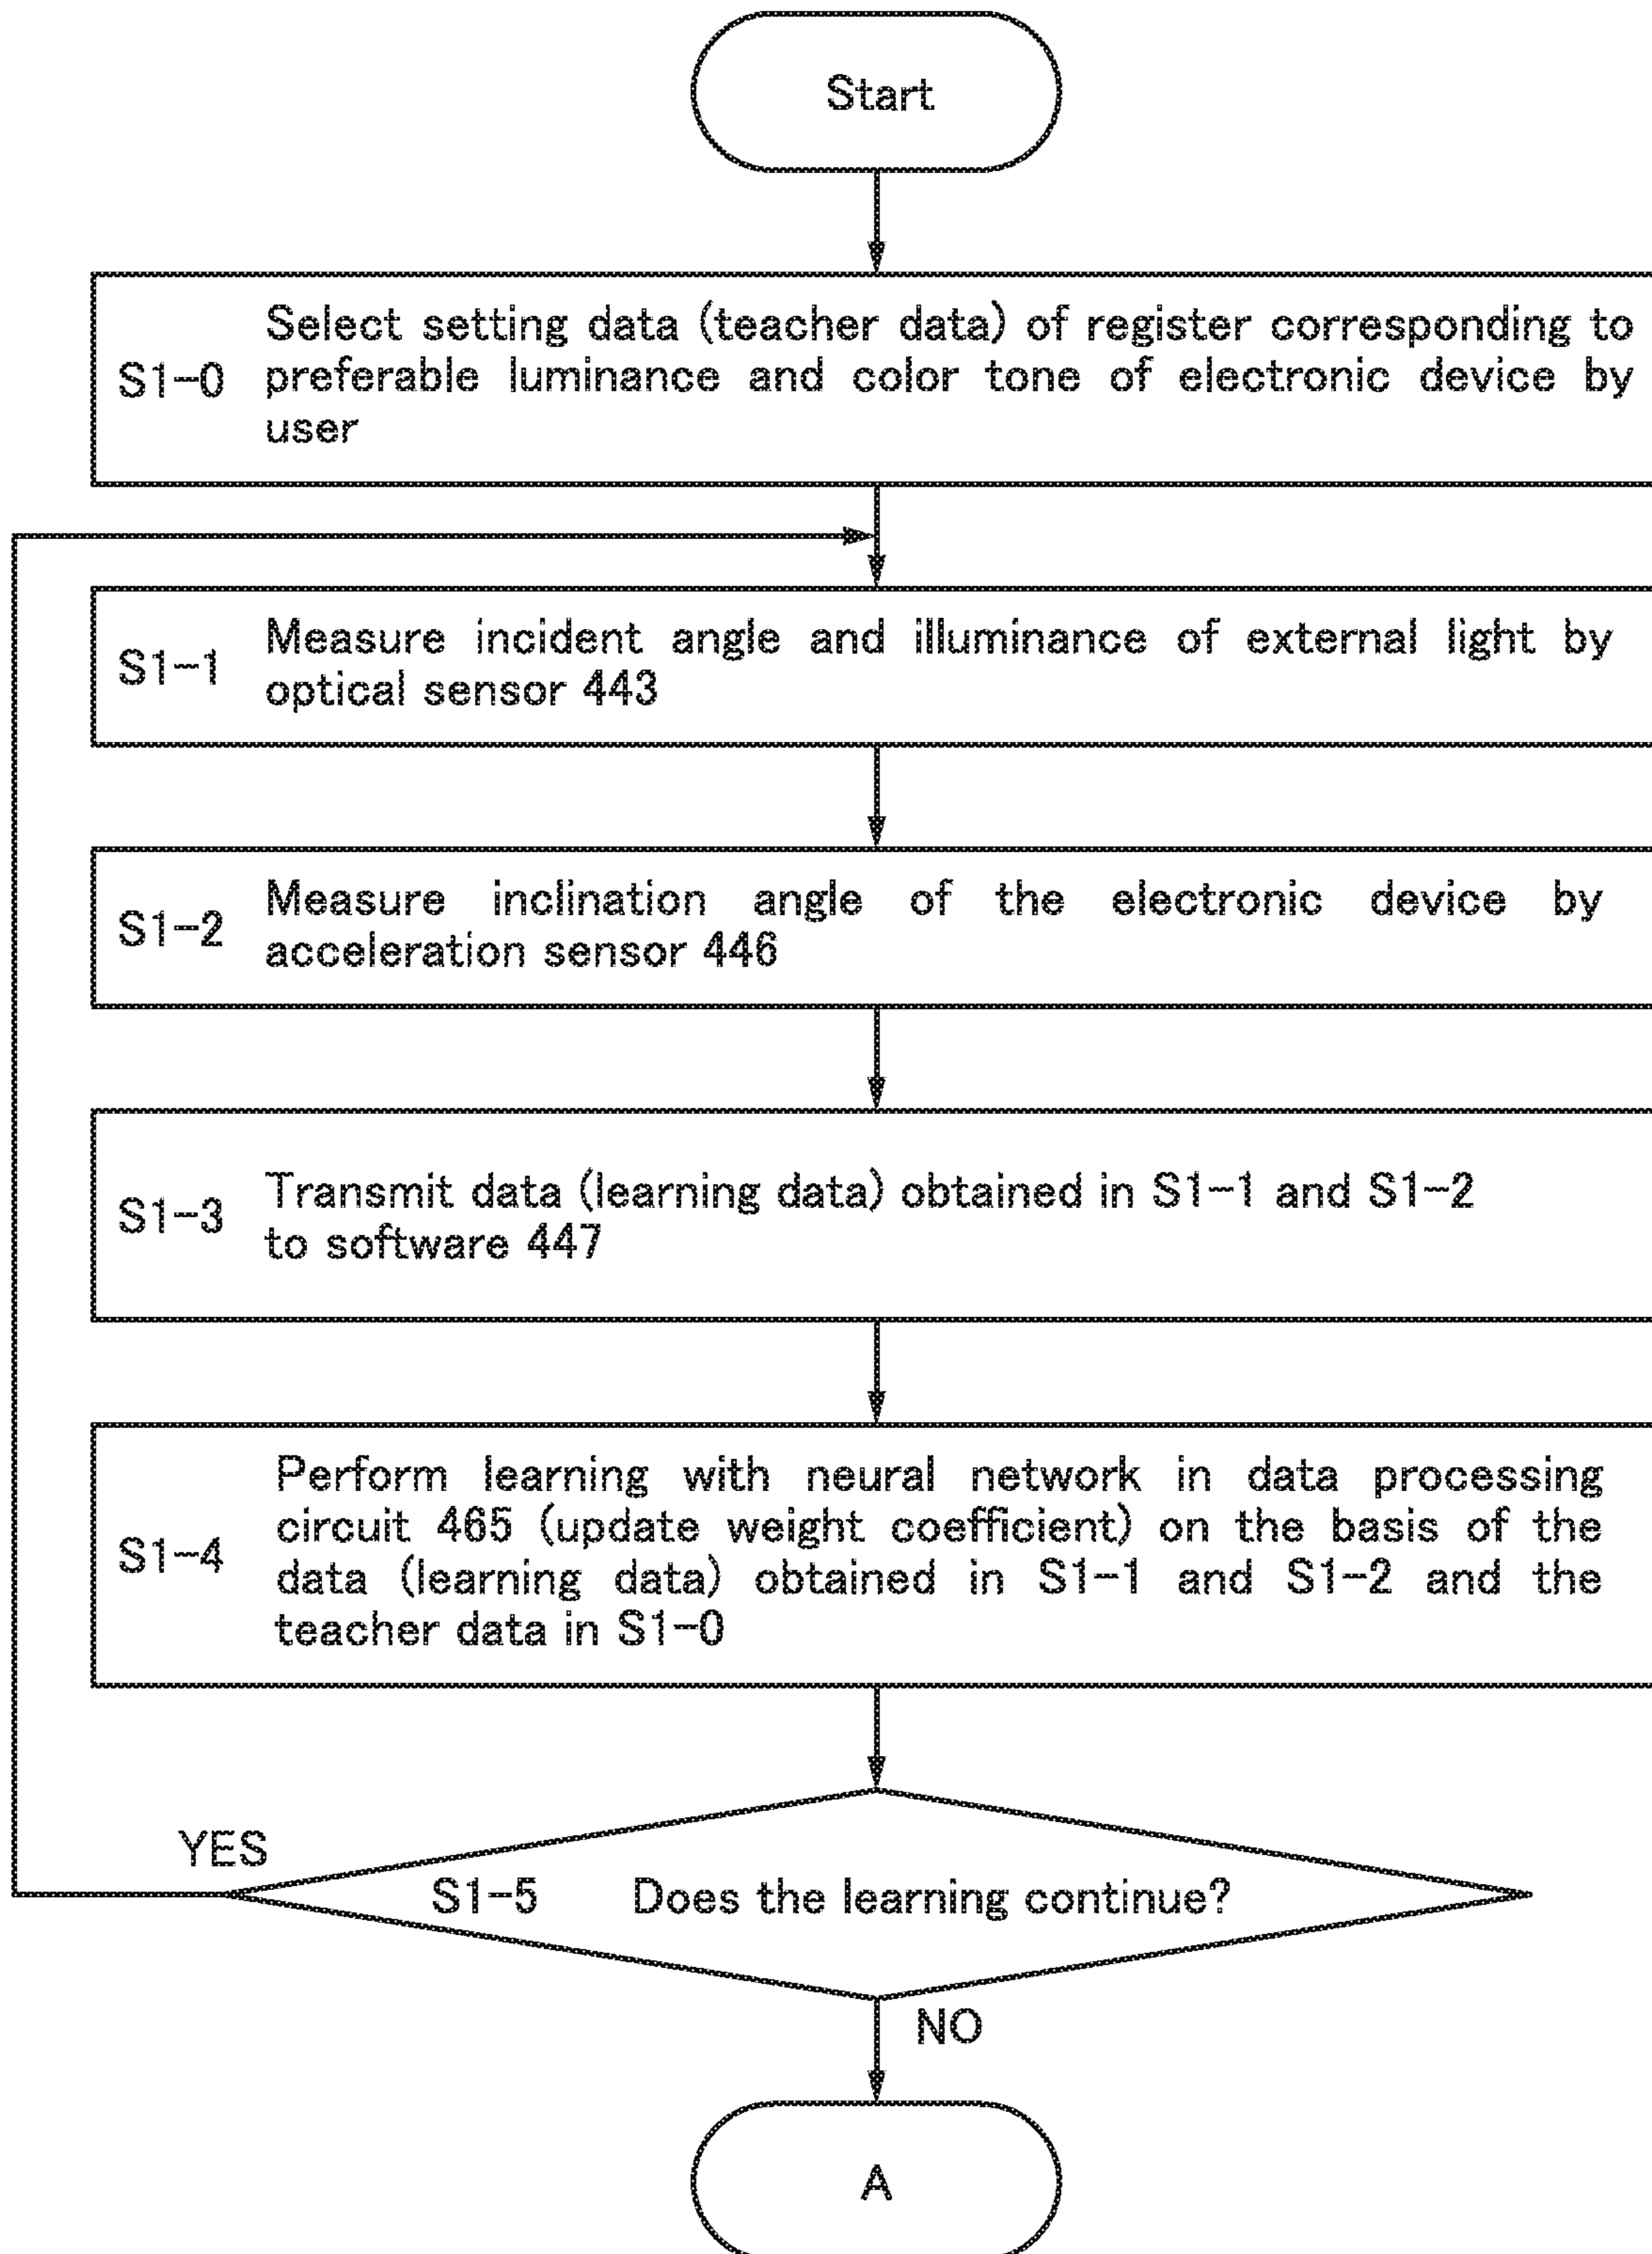 Start
S1-0
Select setting data (teacher data) of register corresponding to
preferable luminance and color tone of electronic device by
user
S1-1
Measure incident angle and illuminance of external light by
optical sensor 443
S1-2
Measure inclination angle of the electronic device by
acceleration sensor 446
S1-3
Transmit data (learning data) obtained in S1-1 and S1-2
to software 447
S1-4
Perform learning with neural network in data processing
circuit 465 (update weight coefficient) on the basis of the
data (learning data) obtained in S1-1 and S1-2 and the
teacher data in S1-0
YES
S1-5 Does the learning continue?
NO
A